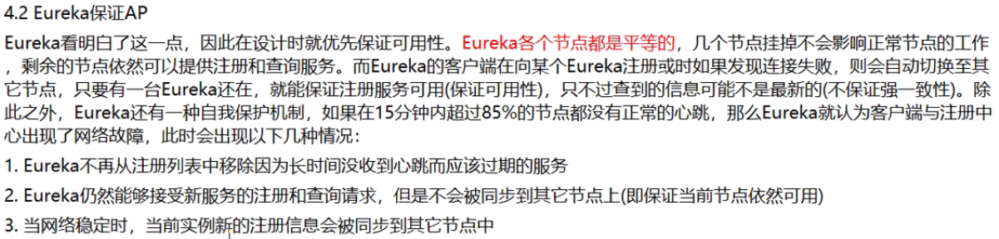 4.2 Eureka保证AP
Eureka看明白了这一点，因此在设计时就优先保证可用性。Eureka各个节点都是平等的，几个节点挂掉不会影响正常节点的工作
，剩余的节点依然可以提供注册和查询服务。而Eureka的客户端在向某个Eureka注册或时如果发现连接失败，则会自动切换至其
它节点，只要有一台Eureka还在，就能保证注册服务可用(保证可用性)，只不过查到的信息可能不是最新的(不保证强一致性)。除
此之外，Eureka还有一种自我保护机制，如果在15分钟内超过85%的节点都没有正常的心跳，那么Eureka就认为客户端与注册中
心出现了网络故障，此时会出现以下几种情况：
1. Eureka不再从注册列表中移除因为长时间没收到心跳而应该过期的服务
2. Eureka仍然能够接受新服务的注册和查询请求，但是不会被同步到其它节点上(即保证当前节点依然可用)
3. 当网络稳定时，当前实例新的注册信息会被同步到其它节点中